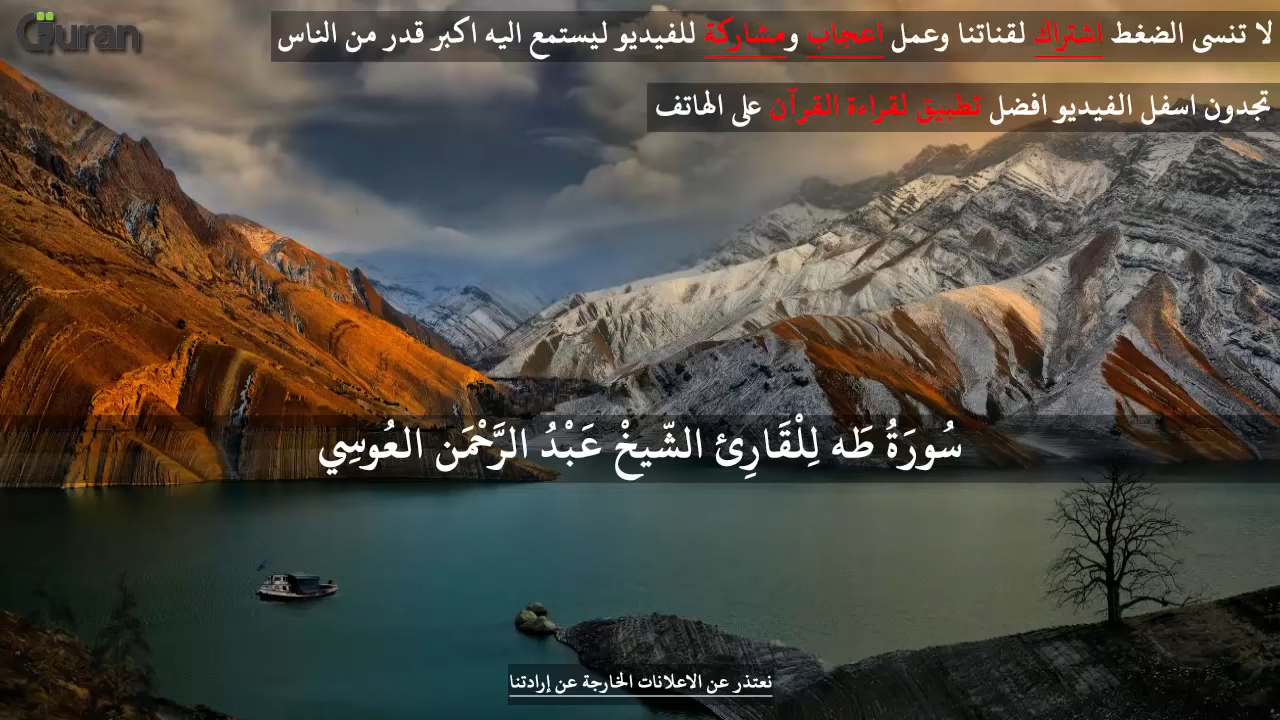 Quran
لا تنسى الضغط اشتراك لقناتنا وعمل اعجاب ومشاركة للفيديو ليستمع اليه اكبر قدر من الناس
تجدون اسفل الفيديو افضل تطبيق لقراءة القرآن على الهاتف
سُورَةُ طَه لِلْقَارِئ الشّيخْ عَبْدُ الرَّحْمَن العُوسِي
نعتذر عن الاعلانات الخارجة عن إرادتنا